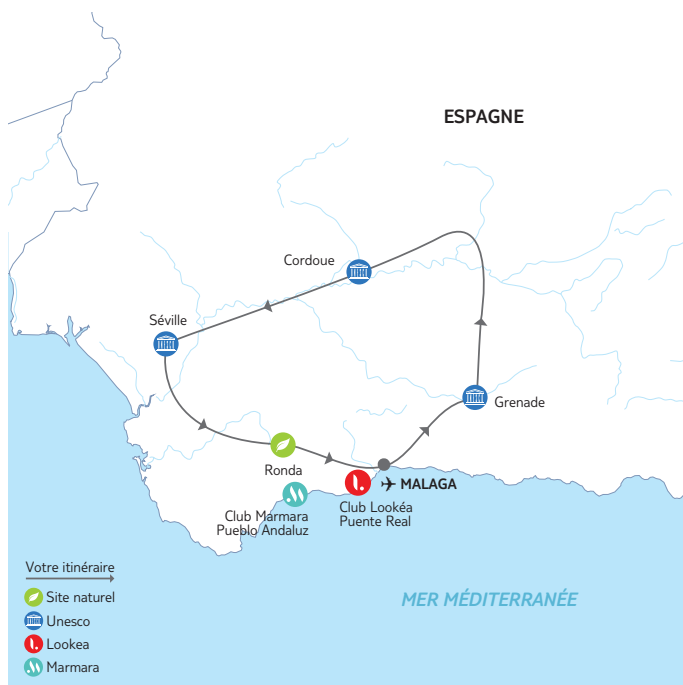 ESPAGNE
Cordoue
Séville
Grenade
Ronda
MALAGA
Club Lookéa
Puente Real
Club Marmara
Pueblo Andaluz
Votre itinéraire
Site naturel
Unesco
Lookea
Marmara
MER MÉDITERRANÉE